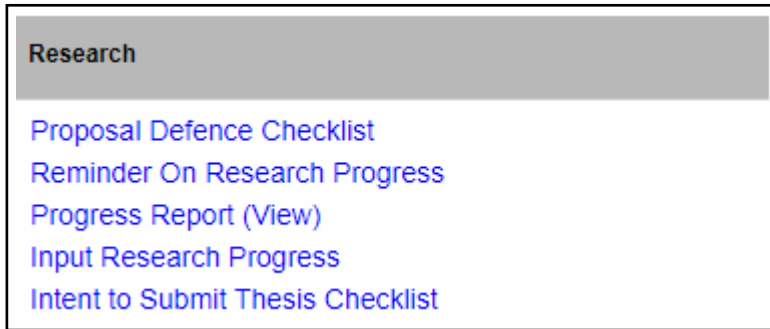 Research
Proposal Defence Checklist
Reminder On Research Progress
Progress Report (View)
Input Research Progress
Intent to Submit Thesis Checklist